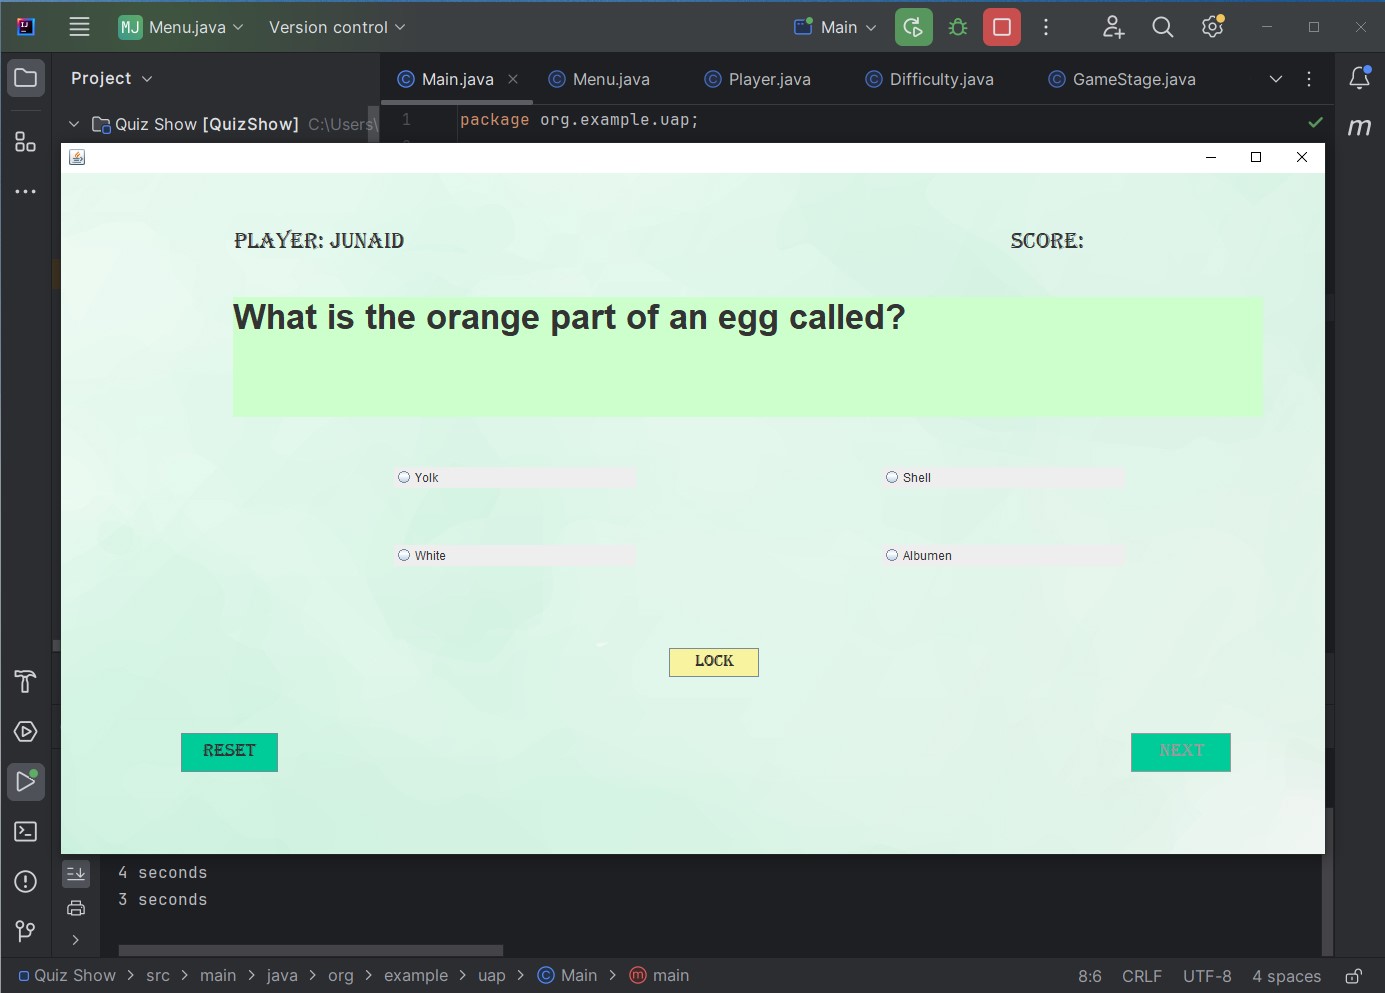 MJ Menu.java Version control Main
Project Main.java Menu.java Player.java Difficulty.java GameStage.java
Quiz Show [QuizShow] C:\Users\ 1 package org.example.uap;
m
PLAYER: JUNAID SCORE:
What is the orange part of an egg called?
Yolk Shell
White Albumen
LOCK
RESET NEXT
4 seconds
3 seconds
Quiz Show > src > main > java > org > example > uap > Main > main 8:6 CRLF UTF-8 4 spaces